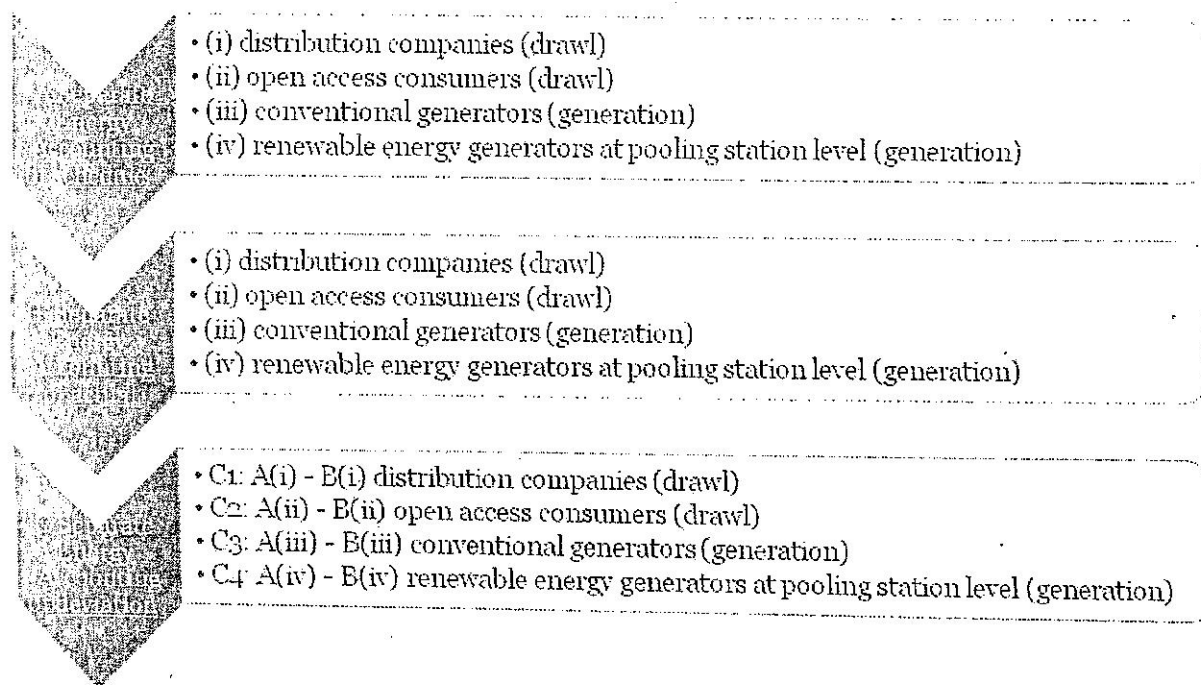 • (i) distribution companies (drawl)
• (ii) open access consumers (drawl)
• (iii) conventional generators (generation)
• (iv) renewable energy generators at pooling station level (generation)
• (i) distribution companies (drawl)
• (ii) open access consumers (drawl)
• (iii) conventional generators (generation)
• (iv) renewable energy generators at pooling station level (generation)
• C1: A(i) - B(i) distribution companies (drawl)
• C2: A(ii) - B(ii) open access consumers (drawl)
• C3: A(iii) - B(iii) conventional generators (generation)
• C4: A(iv) - B(iv) renewable energy generators at pooling station level (generation)